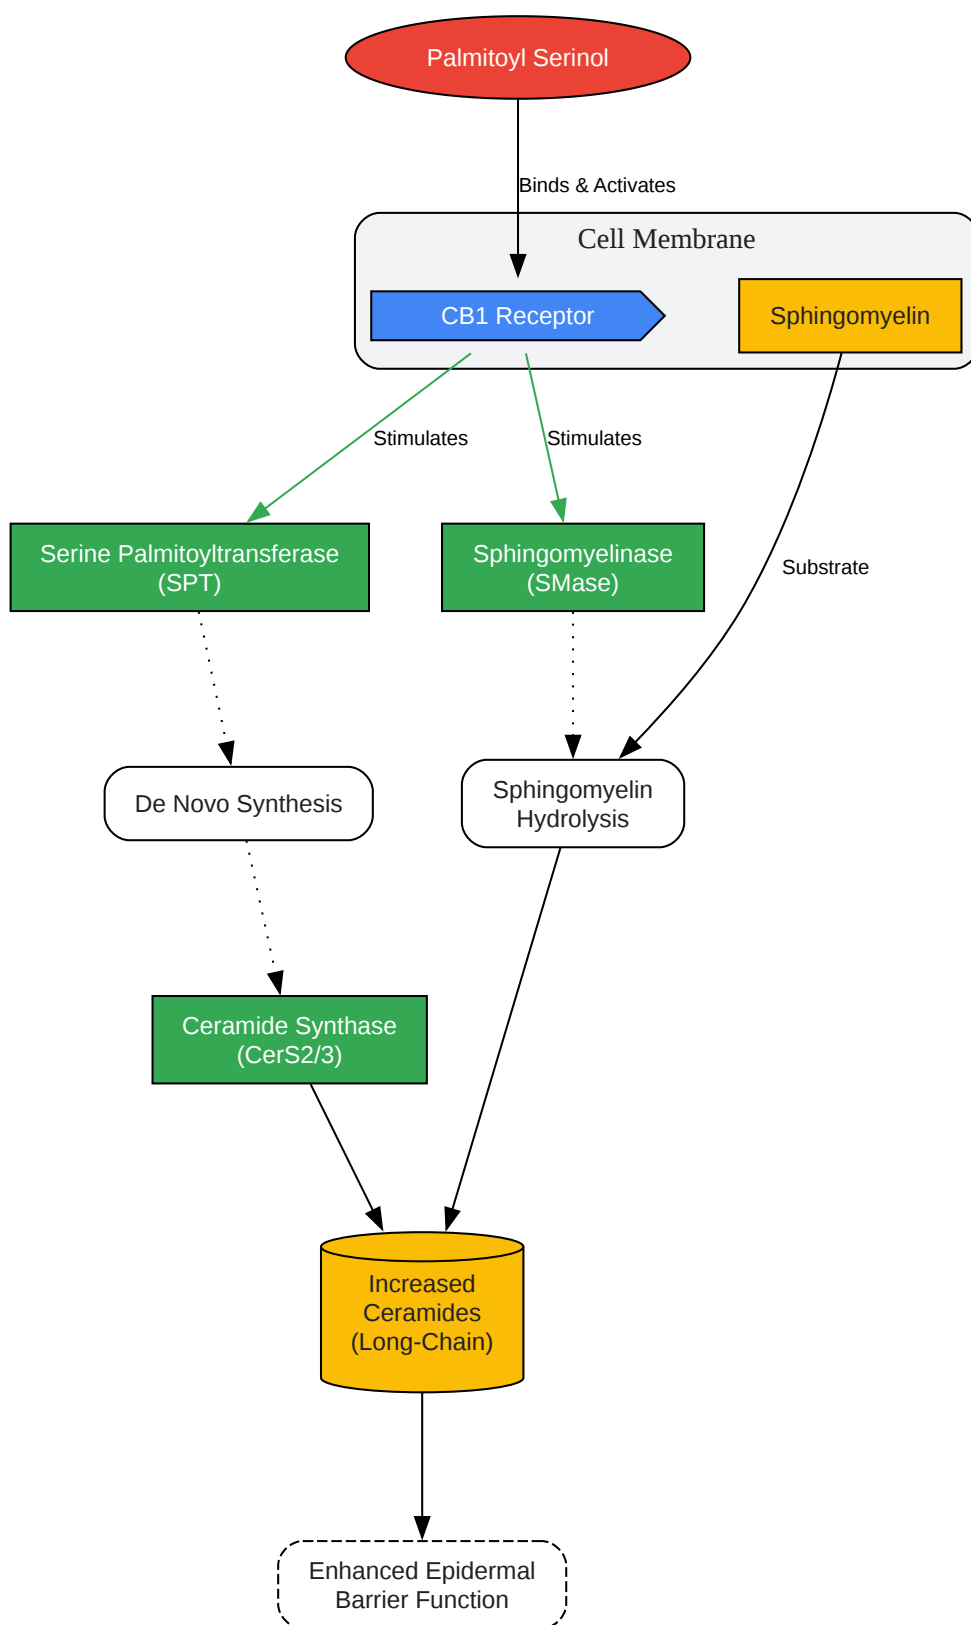 Palmitoyl Serinol
Binds & Activates
Cell Membrane
CB1 Receptor
Sphingomyelin
Stimulates
Stimulates
Serine Palmitoyltransferase
(SPT)
Sphingomyelinase
(SMase)
Substrate
De Novo Synthesis
Sphingomyelin
Hydrolysis
Ceramide Synthase
(CerS2/3)
Increased
Ceramides
(Long-Chain)
Enhanced Epidermal
Barrier Function